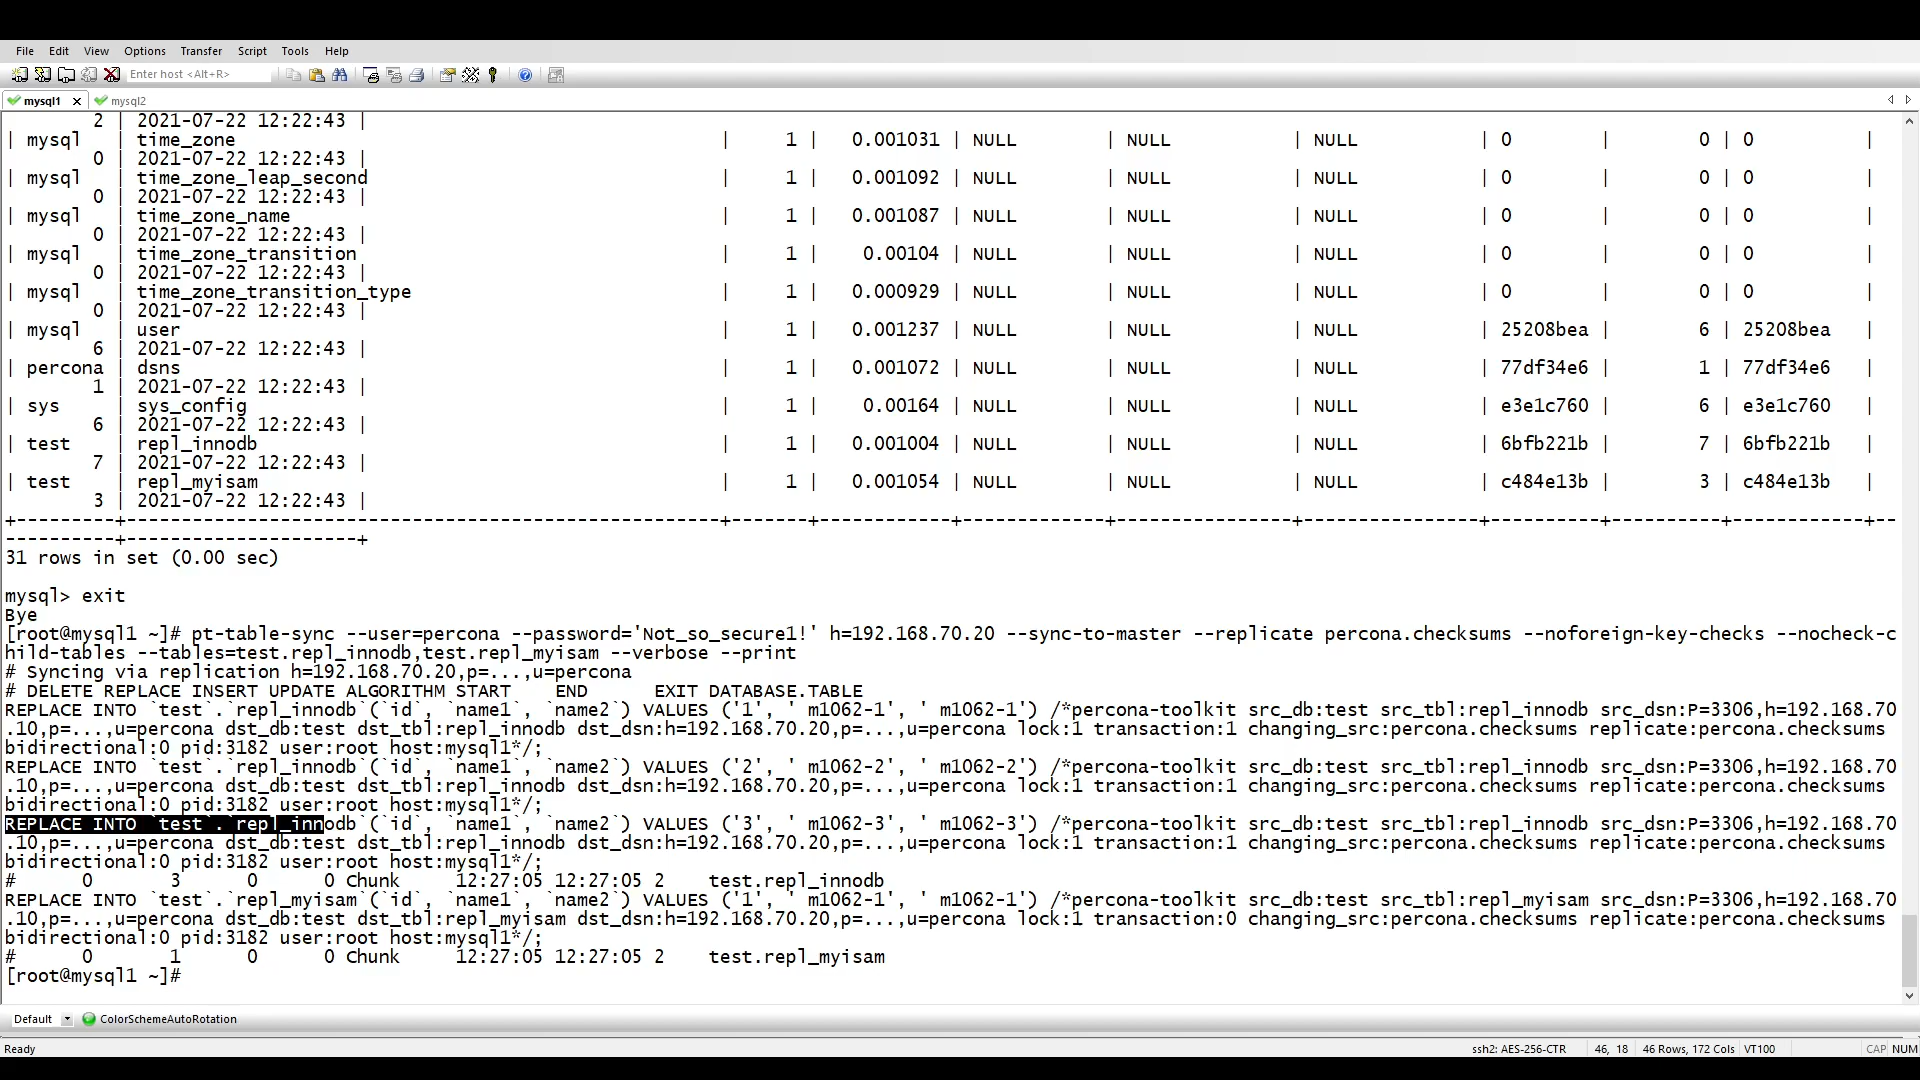 File Edit View Options Transfer Script Tools Help
Enter host <Alt+R>
mysql1 mysql2
2 | 2021-07-22 12:22:43 |
| mysql | time_zone | 1 | 0.001031 | NULL | NULL | NULL | 0 | 0 | 0 |
0 | 2021-07-22 12:22:43 |
| mysql | time_zone_leap_second | 1 | 0.001092 | NULL | NULL | NULL | 0 | 0 | 0 |
0 | 2021-07-22 12:22:43 |
| mysql | time_zone_name | 1 | 0.001087 | NULL | NULL | NULL | 0 | 0 | 0 |
0 | 2021-07-22 12:22:43 |
| mysql | time_zone_transition | 1 | 0.00104 | NULL | NULL | NULL | 0 | 0 | 0 |
0 | 2021-07-22 12:22:43 |
| mysql | time_zone_transition_type | 1 | 0.000929 | NULL | NULL | NULL | 0 | 0 | 0 |
0 | 2021-07-22 12:22:43 |
| mysql | user | 1 | 0.001237 | NULL | NULL | NULL | 25208bea | 6 | 25208bea |
6 | 2021-07-22 12:22:43 |
| percona | dsns | 1 | 0.001072 | NULL | NULL | NULL | 77df34e6 | 1 | 77df34e6 |
1 | 2021-07-22 12:22:43 |
| sys | sys_config | 1 | 0.00164 | NULL | NULL | NULL | e3e1c760 | 6 | e3e1c760 |
6 | 2021-07-22 12:22:43 |
| test | repl_innodb | 1 | 0.001004 | NULL | NULL | NULL | 6bfb221b | 7 | 6bfb221b |
7 | 2021-07-22 12:22:43 |
| test | repl_myisam | 1 | 0.001054 | NULL | NULL | NULL | c484e13b | 3 | c484e13b |
3 | 2021-07-22 12:22:43 |
+---------+------------------------------------------------------+-------+------------+-------------+----------------+----------------+----------+----------+------------+--
----------+---------------------+
31 rows in set (0.00 sec)
mysql> exit
Bye
[root@mysql1 ~]# pt-table-sync --user=percona --password='Not_so_secure1!' h=192.168.70.20 --sync-to-master --replicate percona.checksums --noforeign-key-checks --nocheck-c
hild-tables --tables=test.repl_innodb,test.repl_myisam --verbose --print
# Syncing via replication h=192.168.70.20,p=...,u=percona
# DELETE REPLACE INSERT UPDATE ALGORITHM START END EXIT DATABASE.TABLE
REPLACE INTO `test`.`repl_innodb`(`id`, `name1`, `name2`) VALUES ('1', ' m1062-1', ' m1062-1') /*percona-toolkit src_db:test src_tbl:repl_innodb src_dsn:P=3306,h=192.168.70
.10,p=...,u=percona dst_db:test dst_tbl:repl_innodb dst_dsn:h=192.168.70.20,p=...,u=percona lock:1 transaction:1 changing_src:percona.checksums replicate:percona.checksums
bidirectional:0 pid:3182 user:root host:mysql1*/;
REPLACE INTO `test`.`repl_innodb`(`id`, `name1`, `name2`) VALUES ('2', ' m1062-2', ' m1062-2') /*percona-toolkit src_db:test src_tbl:repl_innodb src_dsn:P=3306,h=192.168.70
.10,p=...,u=percona dst_db:test dst_tbl:repl_innodb dst_dsn:h=192.168.70.20,p=...,u=percona lock:1 transaction:1 changing_src:percona.checksums replicate:percona.checksums
bidirectional:0 pid:3182 user:root host:mysql1*/;
REPLACE INTO `test`.`repl_innodb`(`id`, `name1`, `name2`) VALUES ('3', ' m1062-3', ' m1062-3') /*percona-toolkit src_db:test src_tbl:repl_innodb src_dsn:P=3306,h=192.168.70
.10,p=...,u=percona dst_db:test dst_tbl:repl_innodb dst_dsn:h=192.168.70.20,p=...,u=percona lock:1 transaction:1 changing_src:percona.checksums replicate:percona.checksums
bidirectional:0 pid:3182 user:root host:mysql1*/;
# 0 3 0 0 Chunk 12:27:05 12:27:05 2 test.repl_innodb
REPLACE INTO `test`.`repl_myisam`(`id`, `name1`, `name2`) VALUES ('1', ' m1062-1', ' m1062-1') /*percona-toolkit src_db:test src_tbl:repl_myisam src_dsn:P=3306,h=192.168.70
.10,p=...,u=percona dst_db:test dst_tbl:repl_myisam dst_dsn:h=192.168.70.20,p=...,u=percona lock:1 transaction:0 changing_src:percona.checksums replicate:percona.checksums
bidirectional:0 pid:3182 user:root host:mysql1*/;
# 0 1 0 0 Chunk 12:27:05 12:27:05 2 test.repl_myisam
[root@mysql1 ~]#
Default ColorSchemeAutoRotation
Ready ssh2: AES-256-CTR 46, 18 46 Rows, 172 Cols VT100 CAP NUM